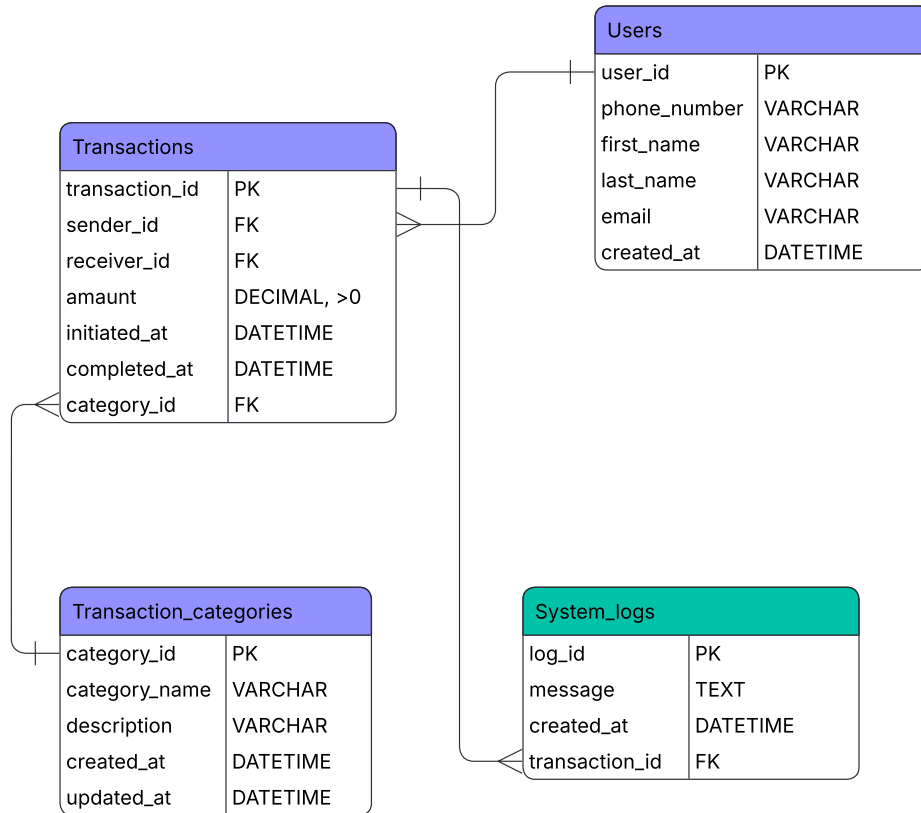 Users
user_id PK
phone_number VARCHAR
first_name VARCHAR
last_name VARCHAR
email VARCHAR
created_at DATETIME
Transactions
transaction_id PK
sender_id FK
receiver_id FK
amaunt DECIMAL, >0
initiated_at DATETIME
completed_at DATETIME
category_id FK
Transaction_categories
category_id PK
category_name VARCHAR
description VARCHAR
created_at DATETIME
updated_at DATETIME
System_logs
log_id PK
message TEXT
created_at DATETIME
transaction_id FK